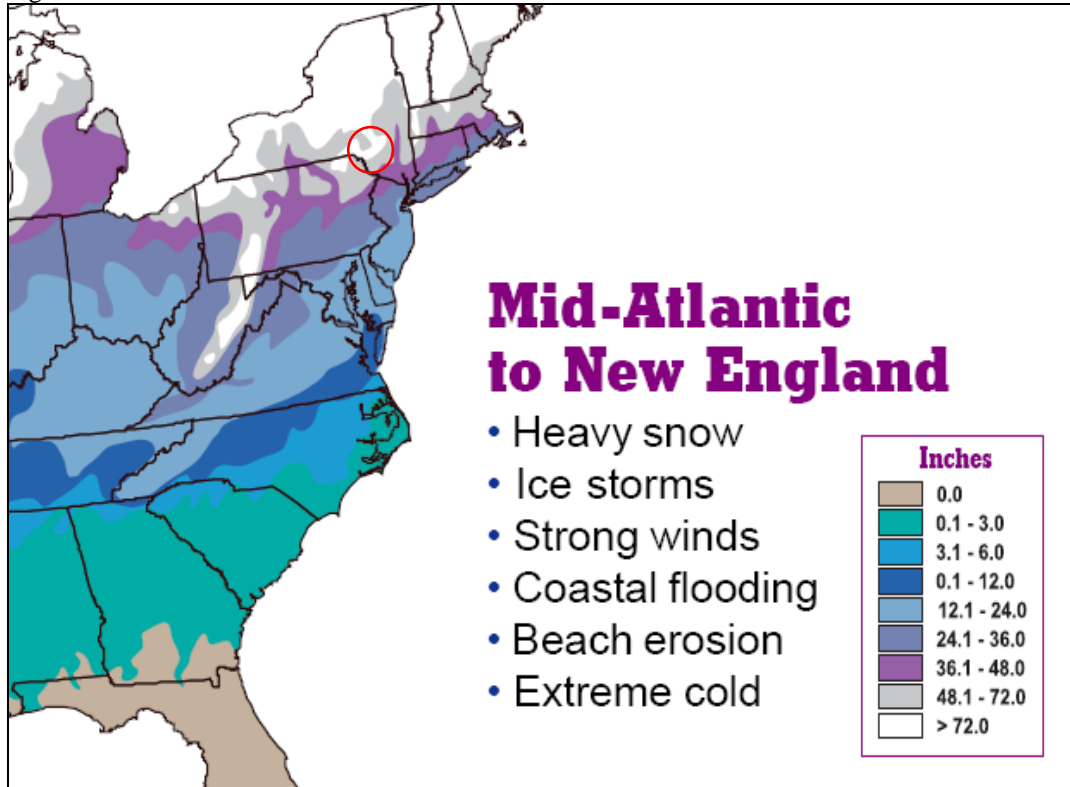 Mid-Atlantic
to New England
• Heavy snow
• Ice storms
• Strong winds
• Coastal flooding
• Beach erosion
• Extreme cold
Inches
0.0
0.1 - 3.0
3.1 - 6.0
0.1 - 12.0
12.1 - 24.0
24.1 - 36.0
36.1 - 48.0
48.1 - 72.0
> 72.0